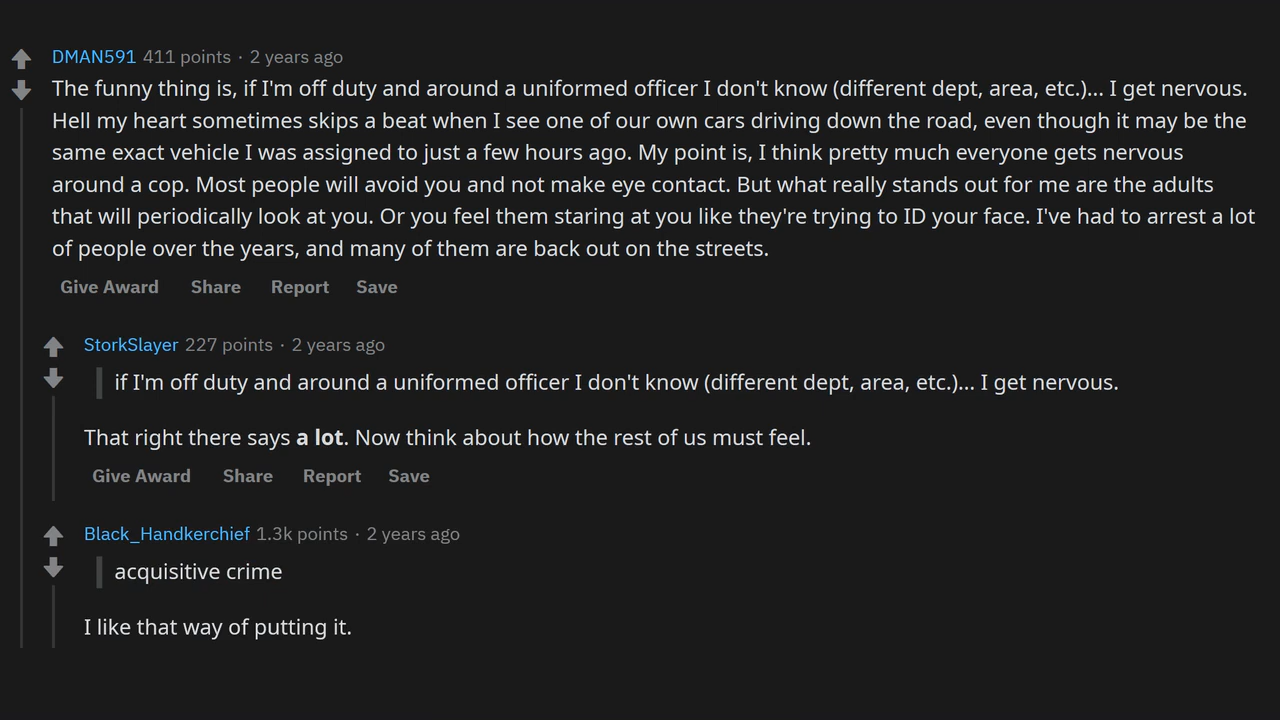 DMAN591 411 points · 2 years ago
The funny thing is, if I'm off duty and around a uniformed officer I don't know (different dept, area, etc.)... I get nervous.
Hell my heart sometimes skips a beat when I see one of our own cars driving down the road, even though it may be the
same exact vehicle I was assigned to just a few hours ago. My point is, I think pretty much everyone gets nervous
around a cop. Most people will avoid you and not make eye contact. But what really stands out for me are the adults
that will periodically look at you. Or you feel them staring at you like they're trying to ID your face. I've had to arrest a lot
of people over the years, and many of them are back out on the streets.
Give Award Share Report Save
StorkSlayer 227 points · 2 years ago
if I'm off duty and around a uniformed officer I don't know (different dept, area, etc.)... I get nervous.
That right there says a lot. Now think about how the rest of us must feel.
Give Award Share Report Save
Black_Handkerchief 1.3k points · 2 years ago
acquisitive crime
I like that way of putting it.